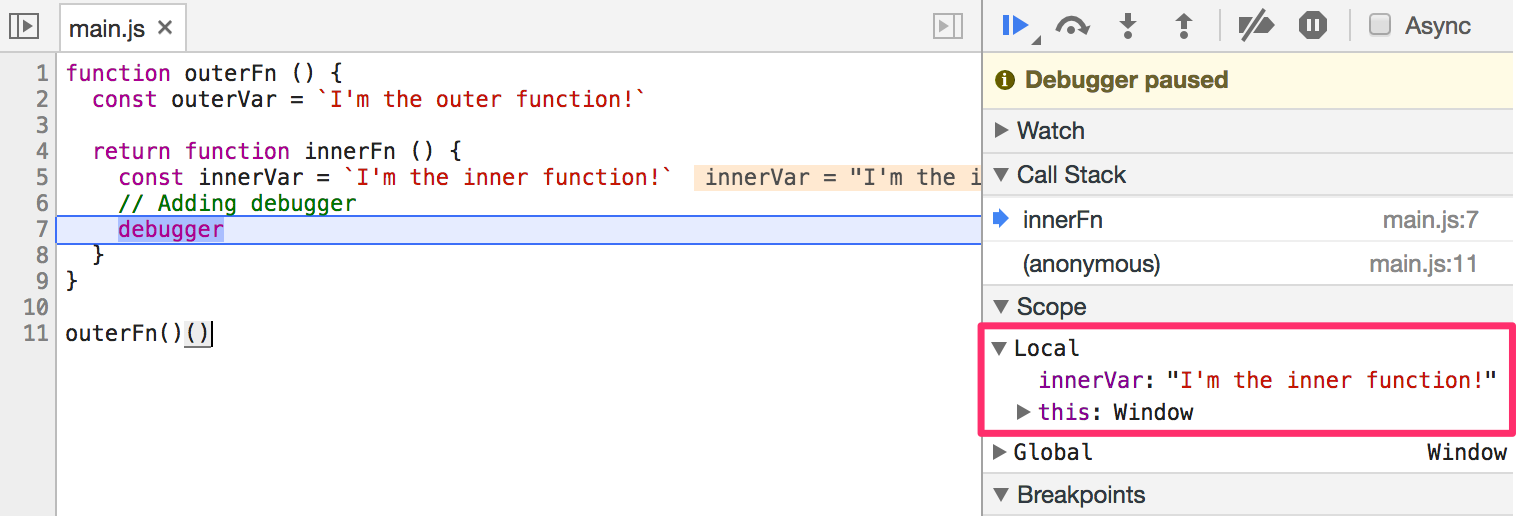 main.js ×
1 function outerFn () {
2 const outerVar = `I'm the outer function!`
3
4 return function innerFn () {
5 const innerVar = `I'm the inner function!` innerVar = "I'm the i
6 // Adding debugger
7 debugger
8 }
9 }
10
11 outerFn()()
Async
Debugger paused
Watch
Call Stack
innerFn main.js:7
(anonymous) main.js:11
Scope
Local
innerVar: "I'm the inner function!"
this: Window
Global Window
Breakpoints